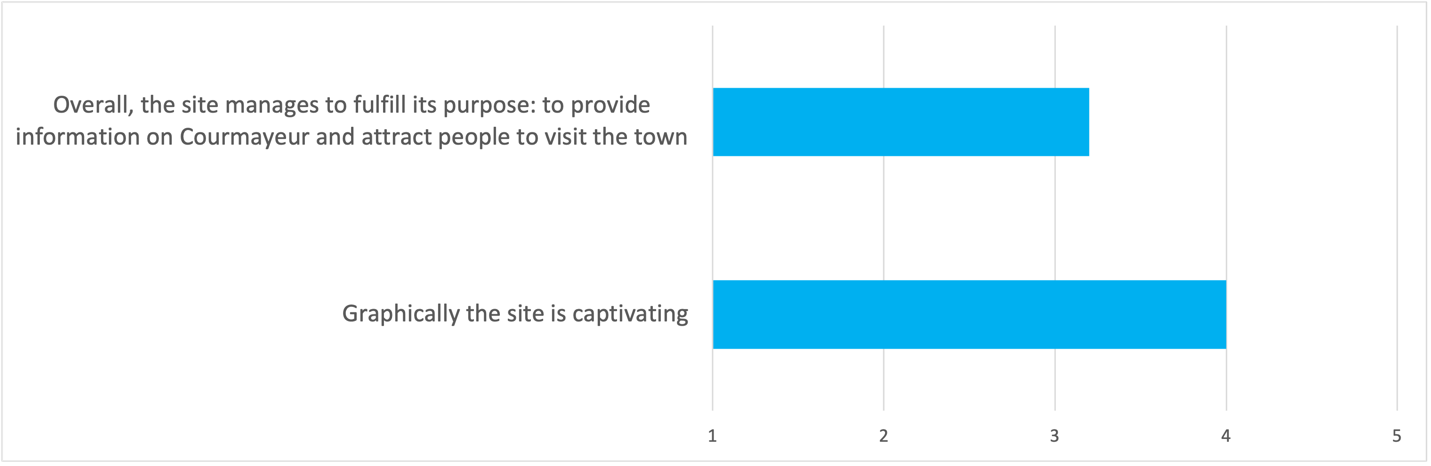 Overall, the site manages to fulfill its purpose: to provide
information on Courmayeur and attract people to visit the town
Graphically the site is captivating
1 2 3 4 5